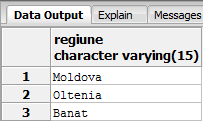 Data Output Explain Messages
regiune
character varying(15)
1 Moldova
2 Oltenia
3 Banat